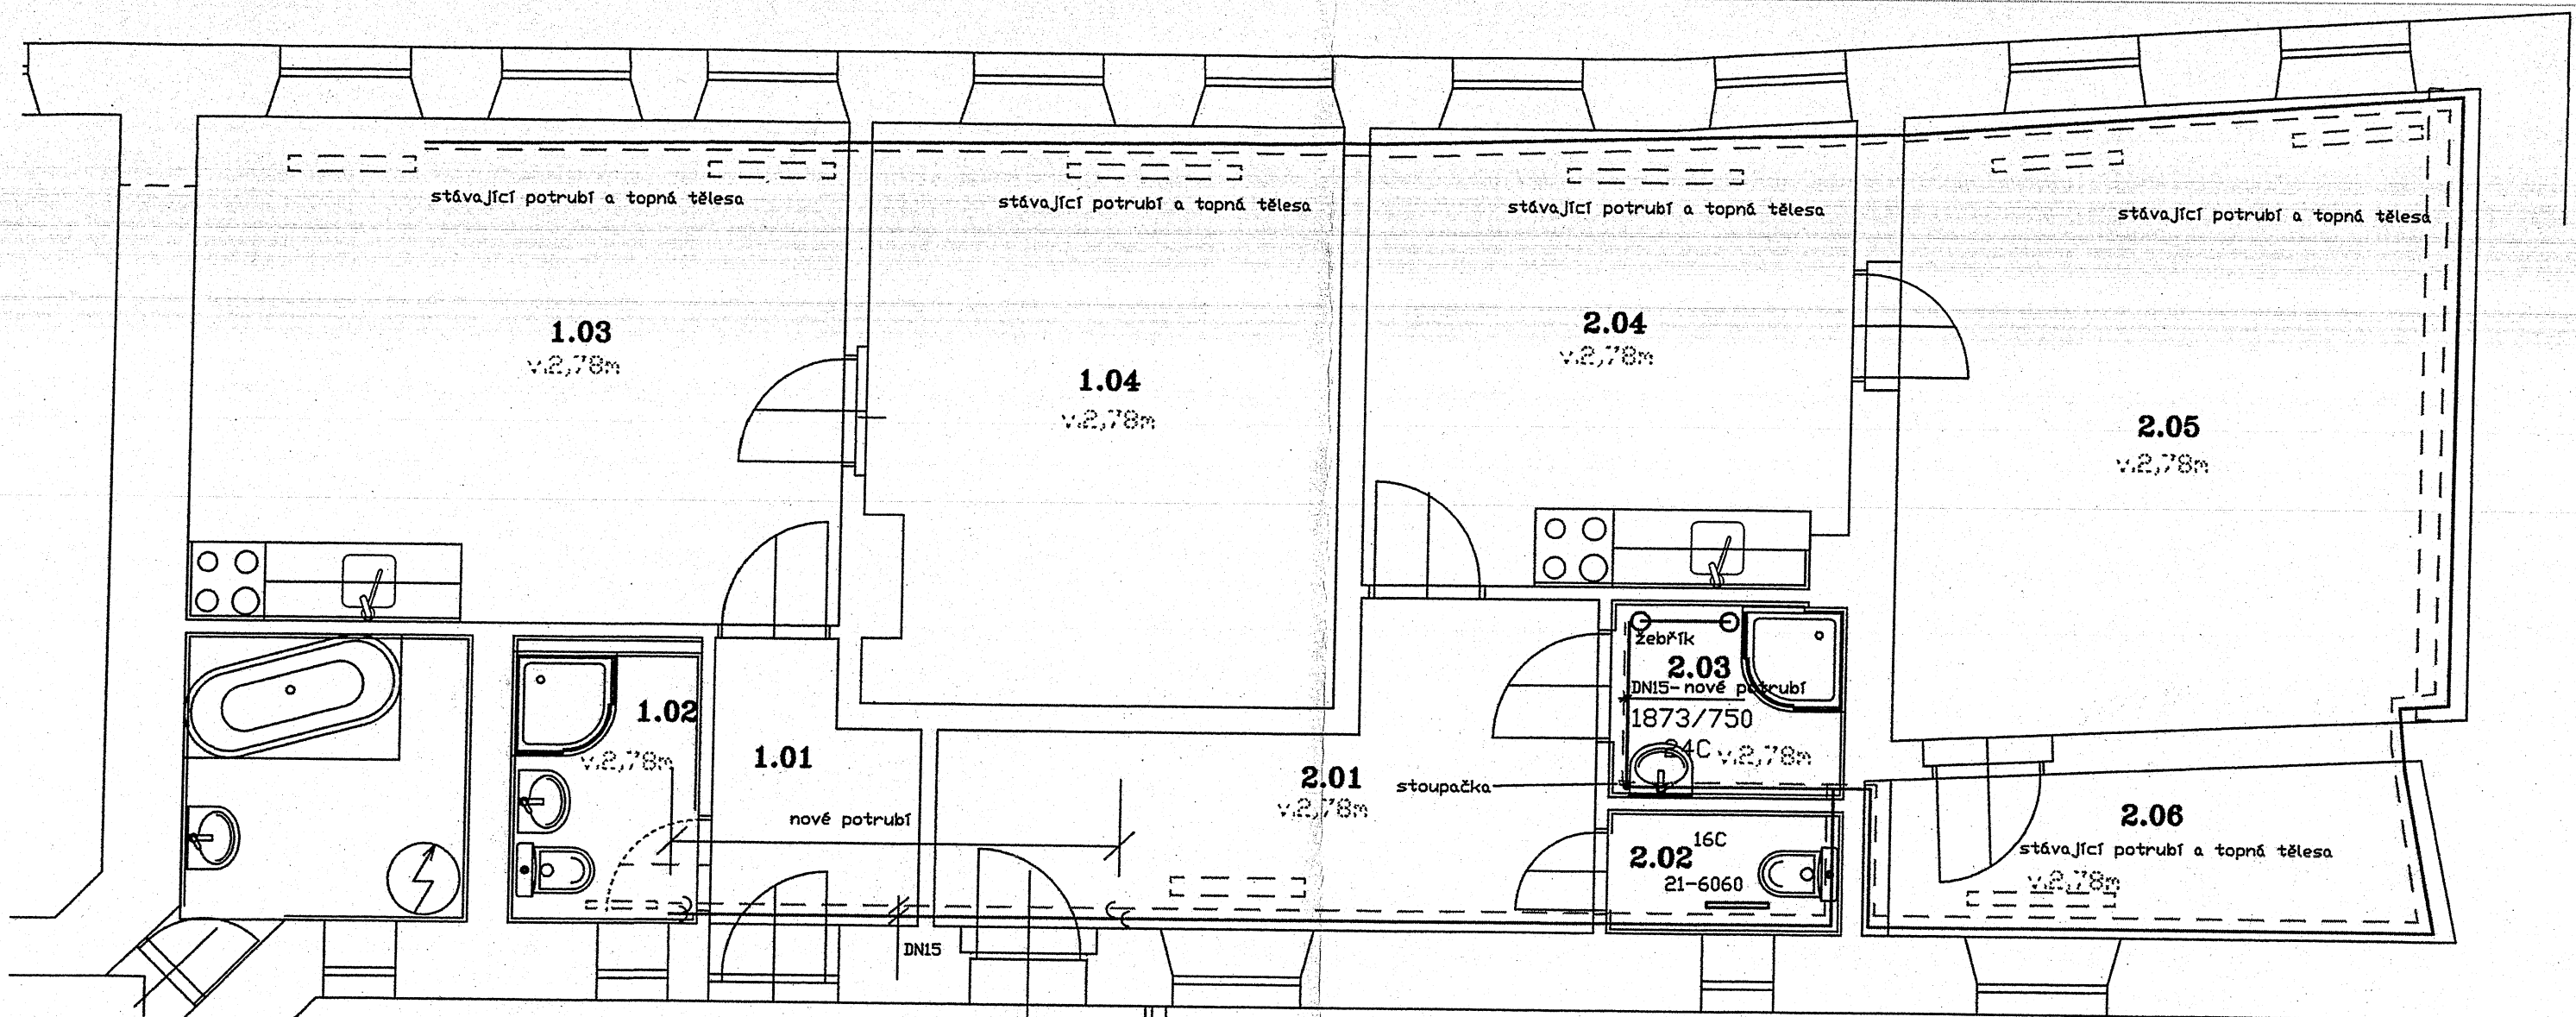 stávající potrubí a topná tělesa
stávající potrubí a topná tělesa
stávající potrubí a topná tělesa
stávající potrubí a topná tělesa
1.03
v.2,78m
1.04
v.2,78m
2.04
v.2,78m
2.05
v.2,78m
žebřík
2.03
DN15-nové potrubí
1873/750
24C
v.2,78m
1.02
v.2,78m
1.01
nové potrubí
2.01
v.2,78m
stoupačka
2.02
16C
21-6060
2.06
stávající potrubí a topná tělesa
v.2,78m
DN15